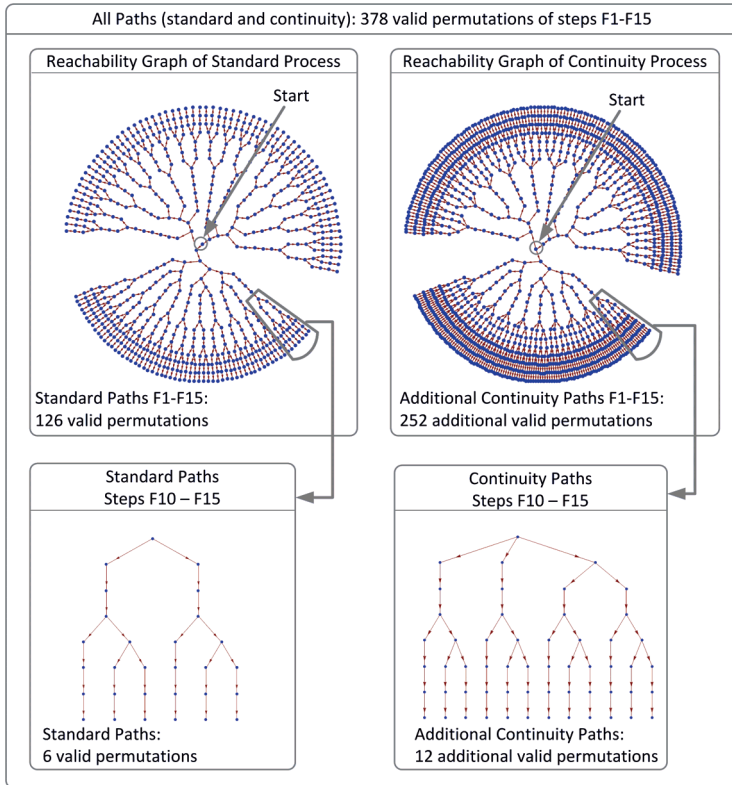 All Paths (standard and continuity): 378 valid permutations of steps F1-F15
Reachability Graph of Standard Process
Start
Standard Paths F1-F15:
126 valid permutations
Reachability Graph of Continuity Process
Start
Additional Continuity Paths F1-F15:
252 additional valid permutations
Standard Paths
Steps F10 – F15
Standard Paths:
6 valid permutations
Continuity Paths
Steps F10 – F15
Additional Continuity Paths:
12 additional valid permutations